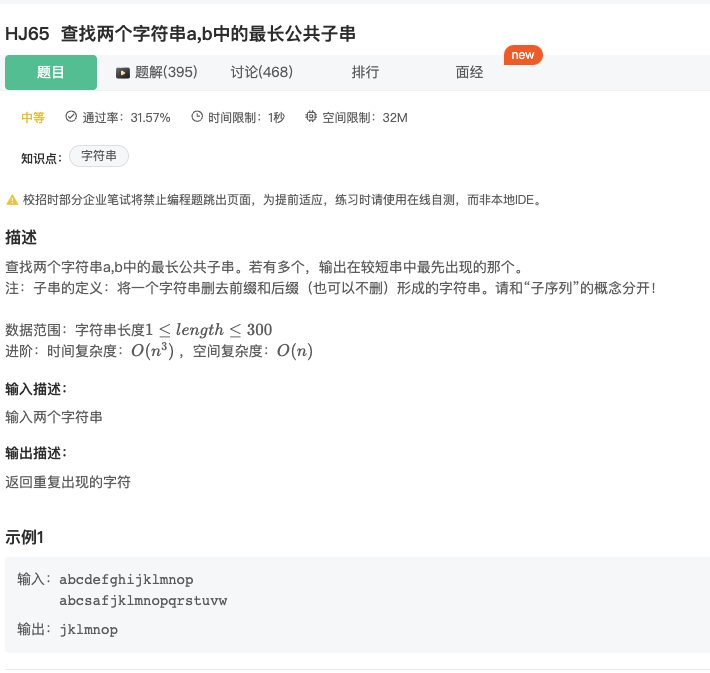 HJ65 查找两个字符串a,b中的最长公共子串
题目 题解(395) 讨论(468) 排行 面经 new
中等 通过率：31.57% 时间限制：1秒 空间限制：32M
知识点： 字符串
校招时部分企业笔试将禁止编程题跳出页面，为提前适应，练习时请使用在线自测，而非本地IDE。
描述
查找两个字符串a,b中的最长公共子串。若有多个，输出在较短串中最先出现的那个。
注：子串的定义：将一个字符串删去前缀和后缀（也可以不删）形成的字符串。请和“子序列”的概念分开！
数据范围：字符串长度1 ≤ length ≤ 300
进阶：时间复杂度：O(n³) ，空间复杂度：O(n)
输入描述：
输入两个字符串
输出描述：
返回重复出现的字符
示例1
输入：abcdefghijklmnop
abcsafjklmnopqrstuvw
输出：jklmnop